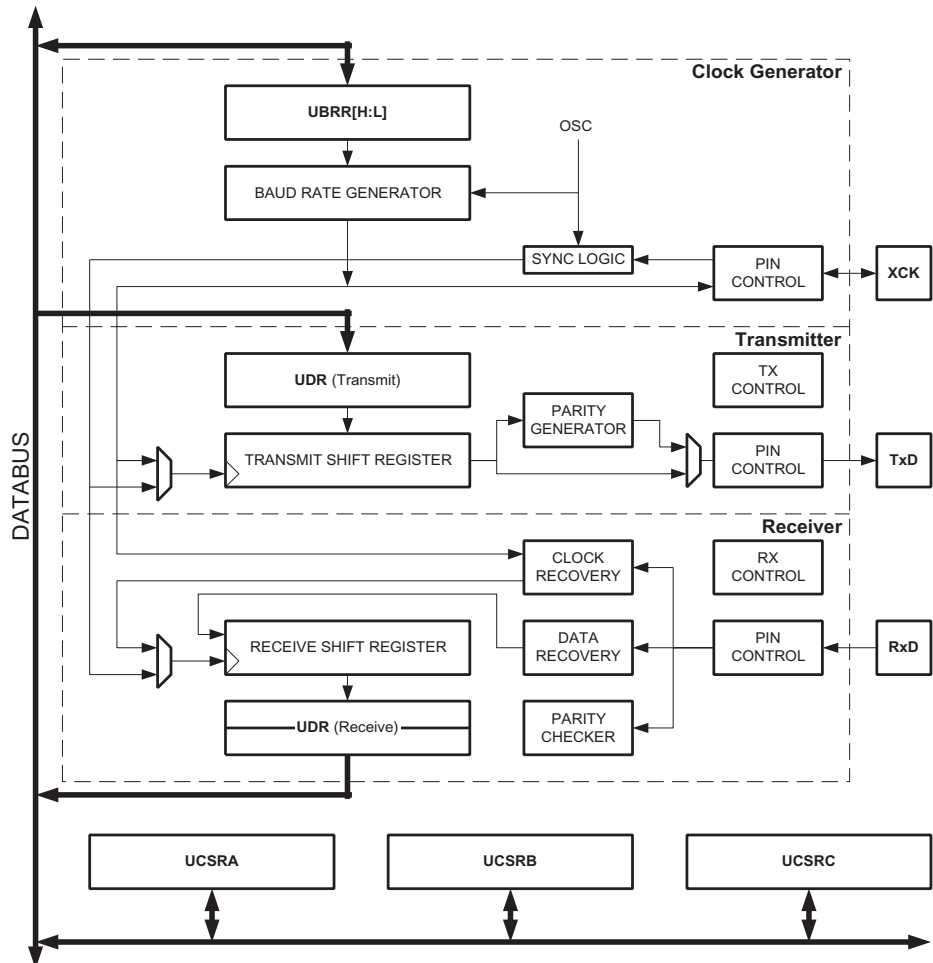 Clock Generator
UBRR[H:L]
OSC
BAUD RATE GENERATOR
SYNC LOGIC
PIN
CONTROL
XCK
DATABUS
Transmitter
UDR (Transmit)
TX
CONTROL
PARITY
GENERATOR
TRANSMIT SHIFT REGISTER
PIN
CONTROL
TxD
Receiver
CLOCK
RECOVERY
RX
CONTROL
RECEIVE SHIFT REGISTER
DATA
RECOVERY
PIN
CONTROL
RxD
UDR (Receive)
PARITY
CHECKER
UCSRA
UCSRB
UCSRC